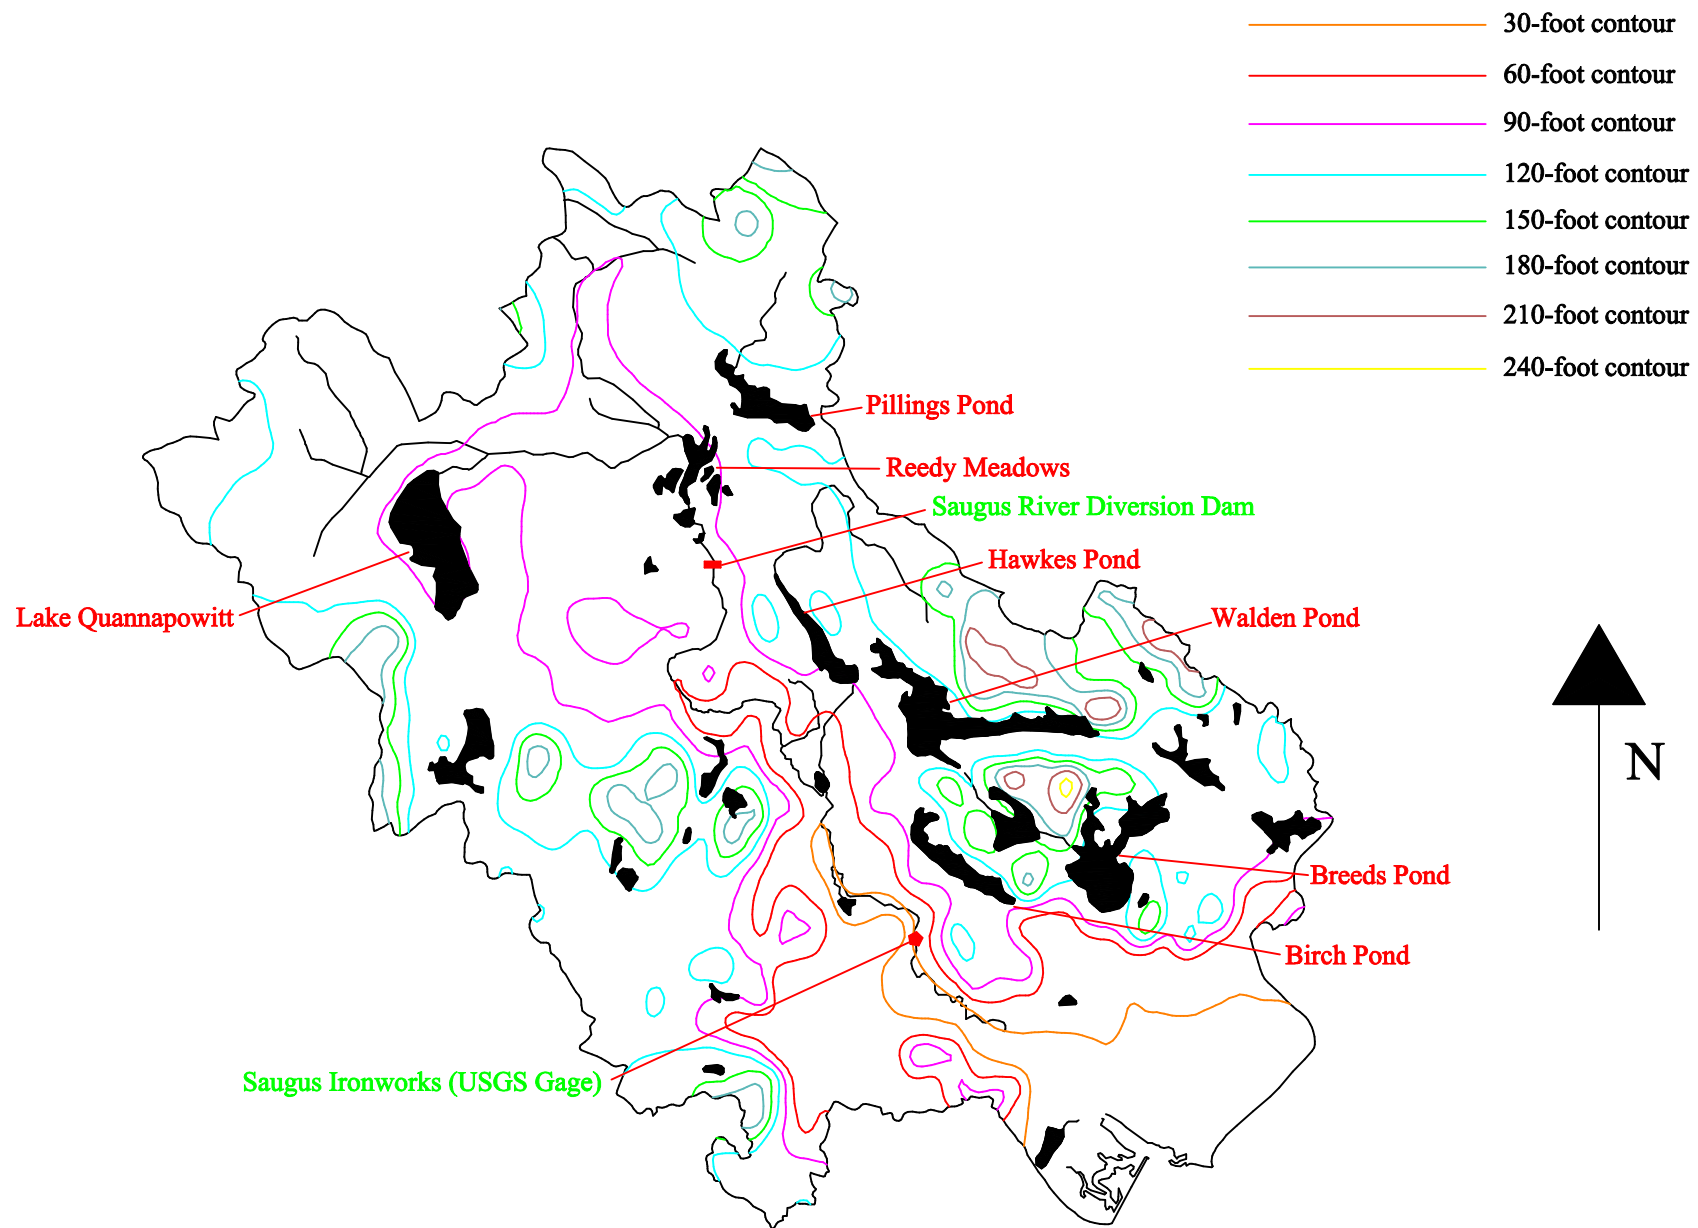 30-foot contour
60-foot contour
90-foot contour
120-foot contour
150-foot contour
180-foot contour
210-foot contour
240-foot contour
Pillings Pond
Reedy Meadows
Saugus River Diversion Dam
Hawkes Pond
Lake Quannapowitt
Walden Pond
N
Breeds Pond
Birch Pond
Saugus Ironworks (USGS Gage)